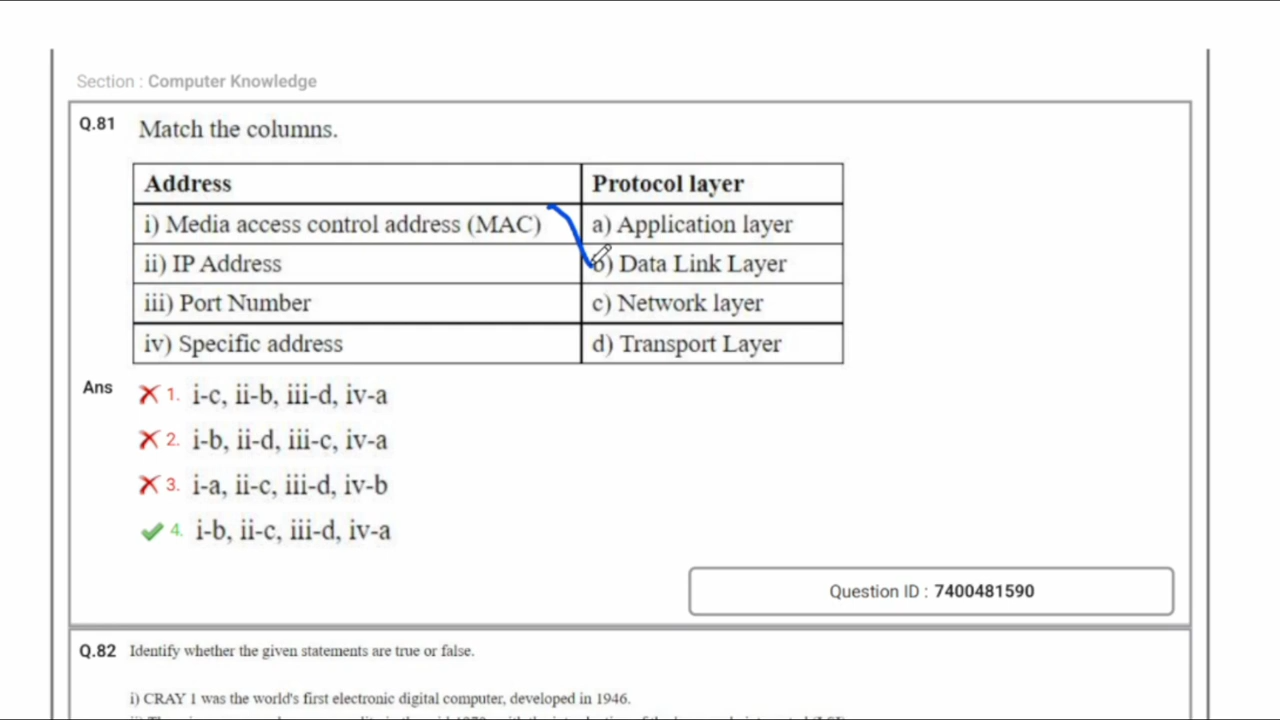 Section : Computer Knowledge
Q.81 Match the columns.
Address Protocol layer
i) Media access control address (MAC) a) Application layer
ii) IP Address b) Data Link Layer
iii) Port Number c) Network layer
iv) Specific address d) Transport Layer
Ans 1. i-c, ii-b, iii-d, iv-a
2. i-b, ii-d, iii-c, iv-a
3. i-a, ii-c, iii-d, iv-b
4. i-b, ii-c, iii-d, iv-a
Question ID : 7400481590
Q.82 Identify whether the given statements are true or false.
i) CRAY 1 was the world's first electronic digital computer, developed in 1946.